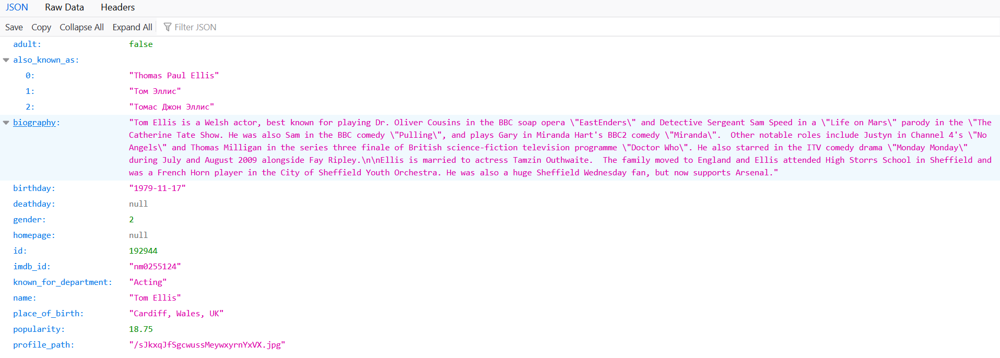 JSON Raw Data Headers
Save Copy Collapse All Expand All Filter JSON
adult: false
also_known_as:
0: "Thomas Paul Ellis"
1: "Том Эллис"
2: "Томас Джон Эллис"
biography: "Tom Ellis is a Welsh actor, best known for playing Dr. Oliver Cousins in the BBC soap opera \"EastEnders\" and Detective Sergeant Sam Speed in a \"Life on Mars\" parody in the \"The
Catherine Tate Show. He was also Sam in the BBC comedy \"Pulling\", and plays Gary in Miranda Hart's BBC2 comedy \"Miranda\".  Other notable roles include Justyn in Channel 4's \"No
Angels\" and Thomas Milligan in the series three finale of British science-fiction television programme \"Doctor Who\". He also starred in the ITV comedy drama \"Monday Monday\"
during July and August 2009 alongside Fay Ripley.\n\nEllis is married to actress Tamzin Outhwaite.  The family moved to England and Ellis attended High Storrs School in Sheffield and
was a French Horn player in the City of Sheffield Youth Orchestra. He was also a huge Sheffield Wednesday fan, but now supports Arsenal."
birthday: "1979-11-17"
deathday: null
gender: 2
homepage: null
id: 192944
imdb_id: "nm0255124"
known_for_department: "Acting"
name: "Tom Ellis"
place_of_birth: "Cardiff, Wales, UK"
popularity: 18.75
profile_path: "/sJkxqJfSgcwussMeywxyrnYxVX.jpg"